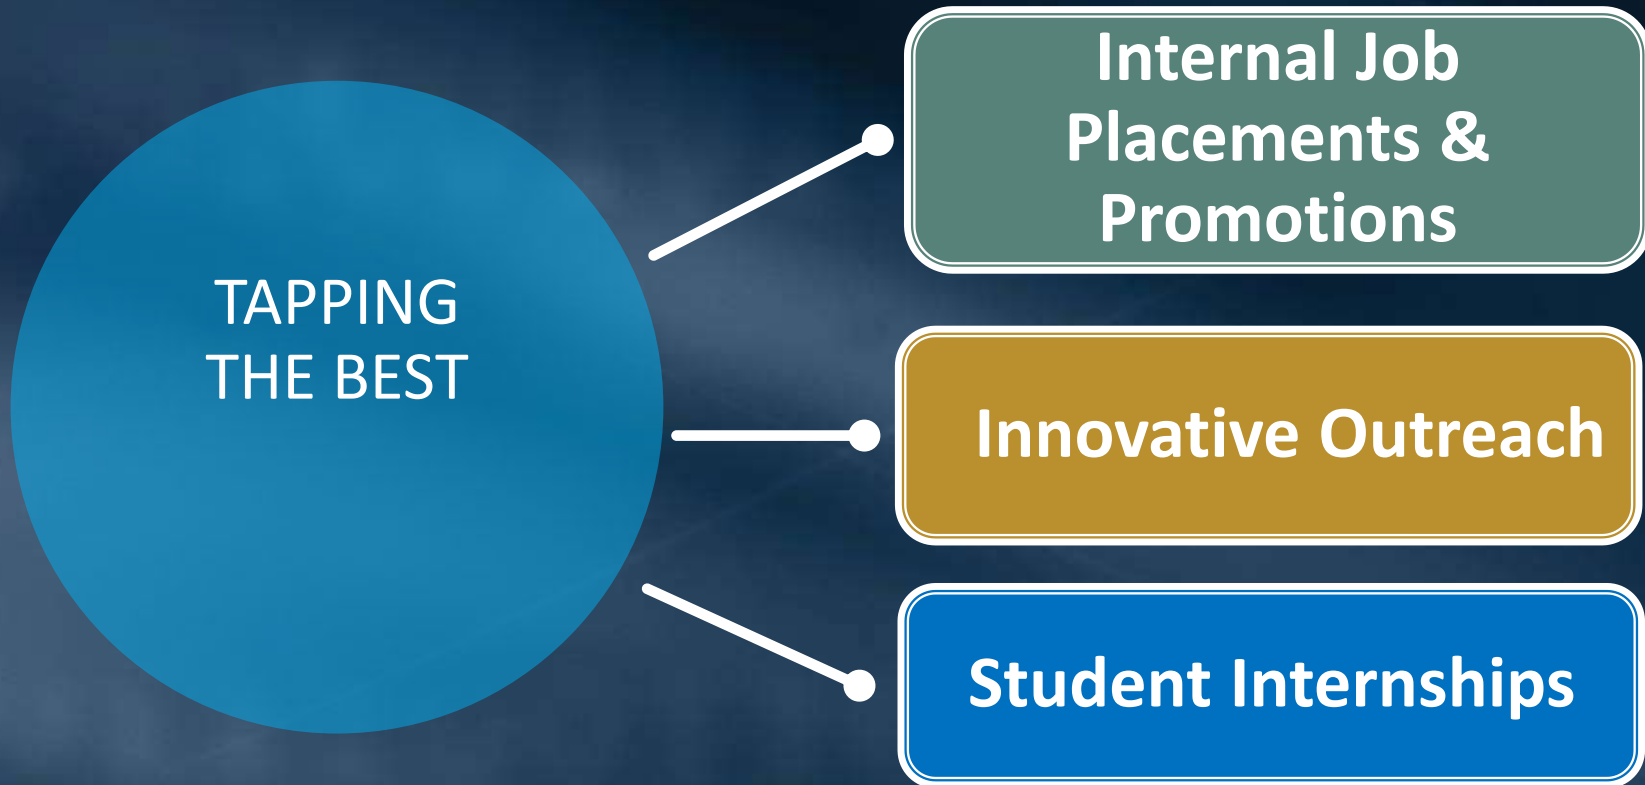 TAPPING
THE BEST
Internal Job
Placements &
Promotions
Innovative Outreach
Student Internships